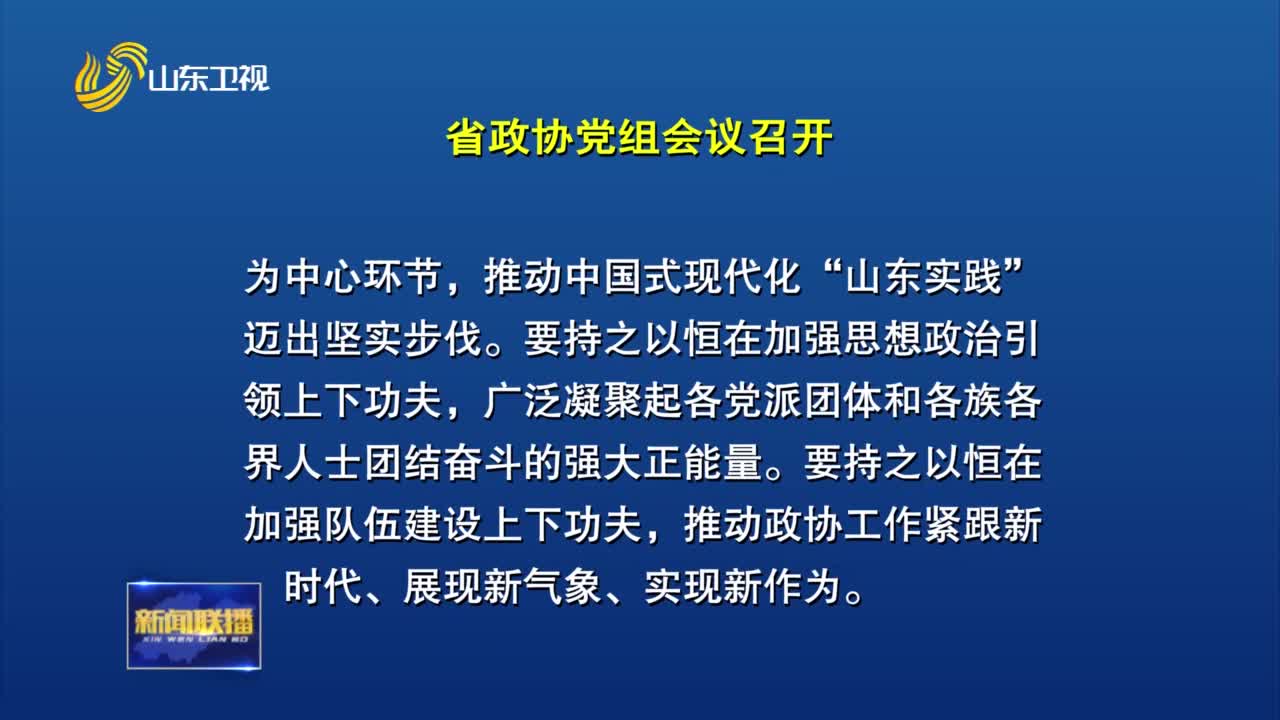 山东卫视
省政协党组会议召开
为中心环节，推动中国式现代化“山东实践”
迈出坚实步伐。要持之以恒在加强思想政治引
领上下功夫，广泛凝聚起各党派团体和各族各
界人士团结奋斗的强大正能量。要持之以恒在
加强队伍建设上下功夫，推动政协工作紧跟新
时代、展现新气象、实现新作为。
新闻联播
XIN WEN LIAN BO